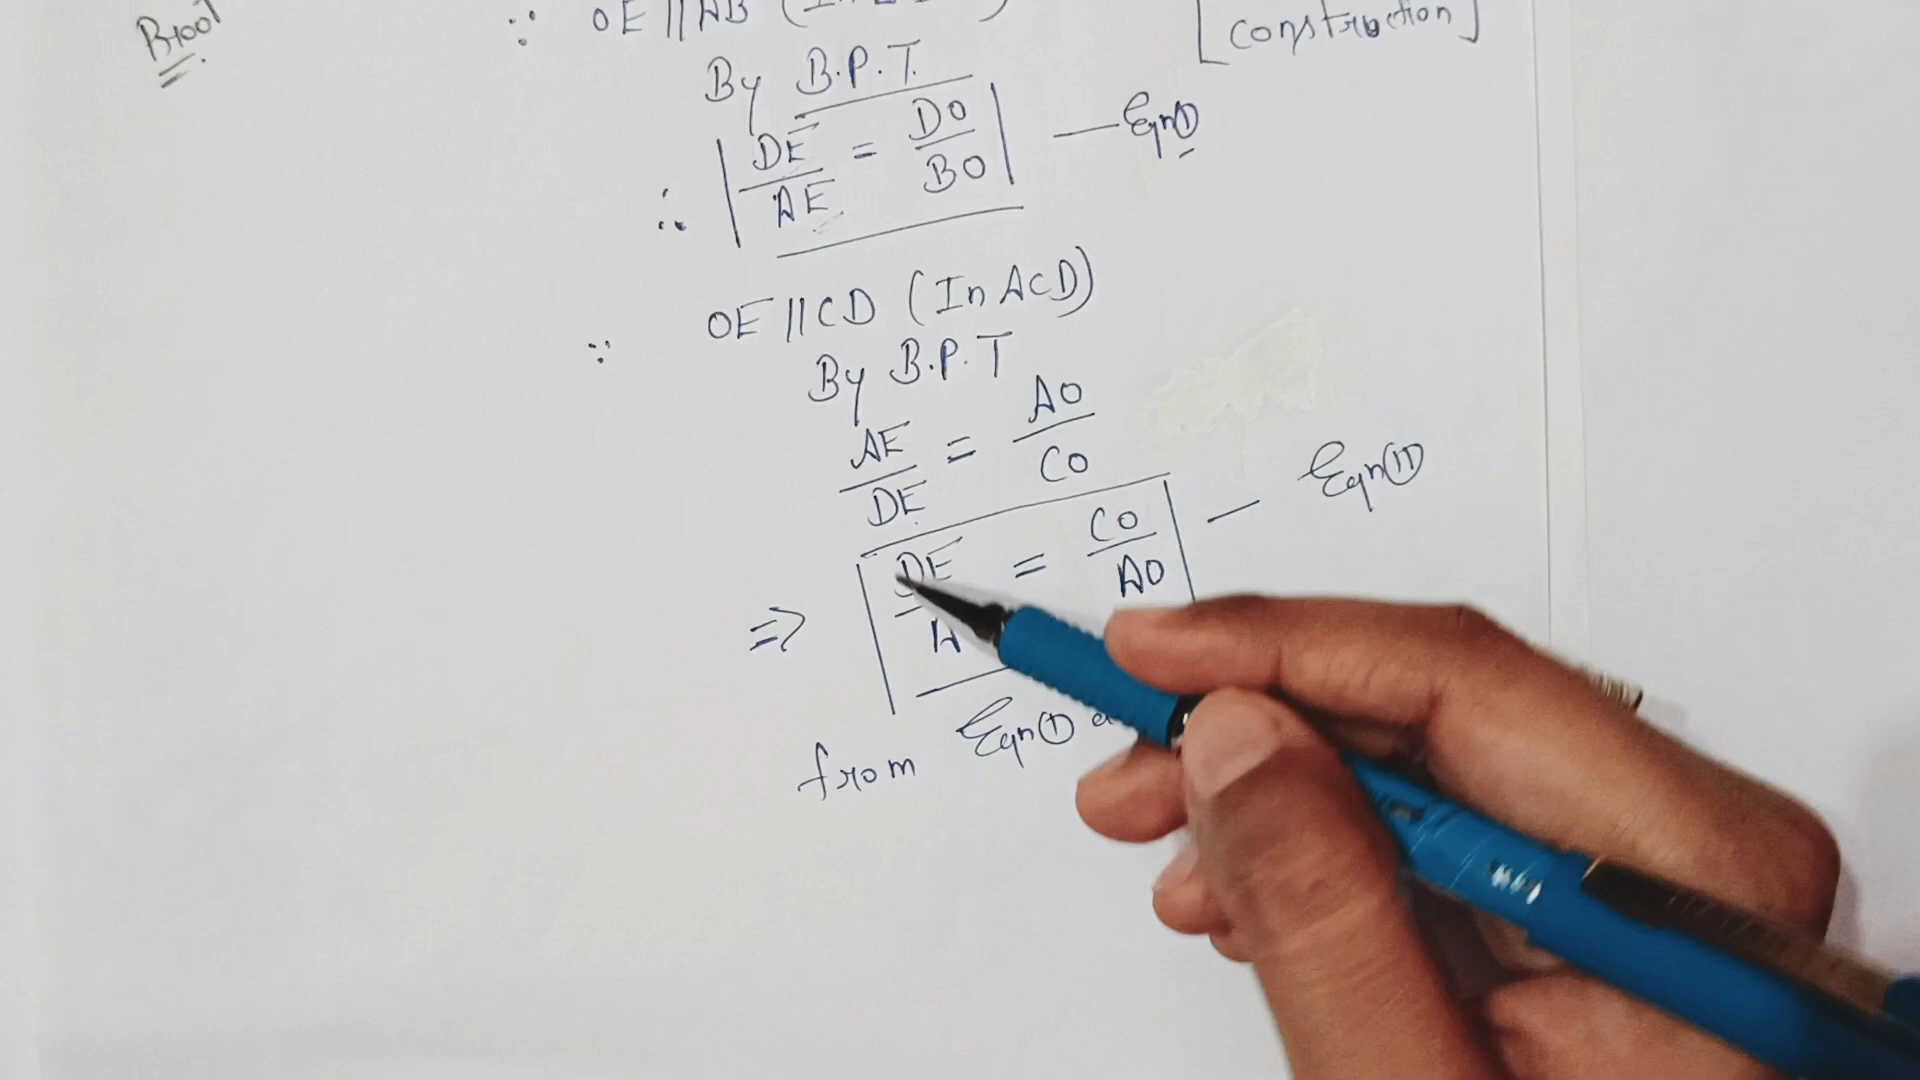 Proof
∵ OE || AB (In
[construction]
By B.P.T.
∴ DE/AE = DO/BO — Eqn(I)
∵ OE || CD (In ACD)
By B.P.T
AE/DE = AO/CO
⇒ DE/A = CO/AO — Eqn(II)
from Eqn(I)